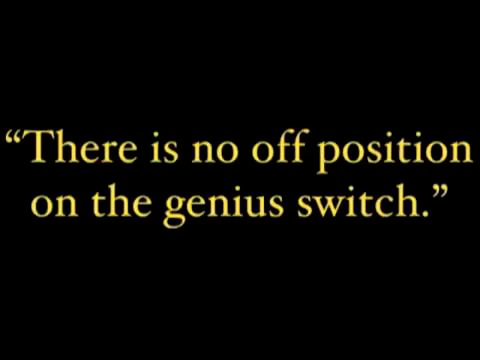 “There is no off position
on the genius switch.”